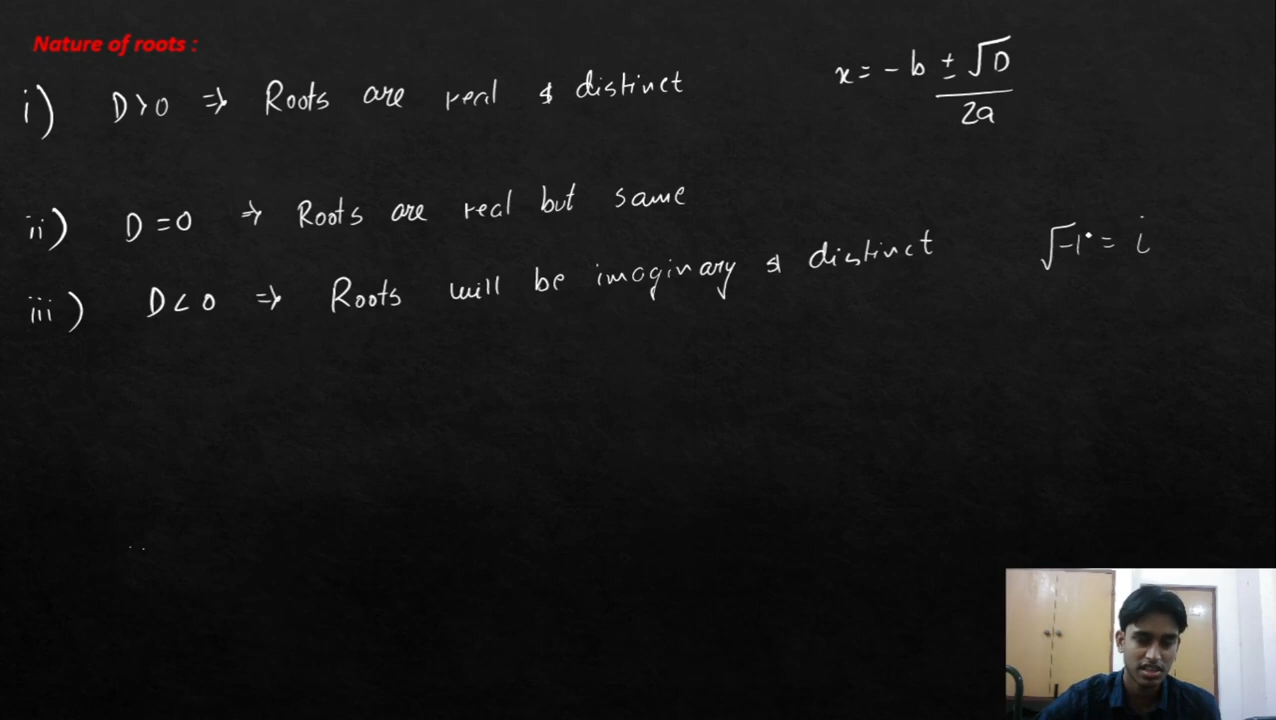 Nature of roots :
x = - b ± √D / 2a
i) D > 0 ⇒ Roots are real & distinct
ii) D = 0 ⇒ Roots are real but same
√-1 = i
iii) D < 0 ⇒ Roots will be imaginary & distinct